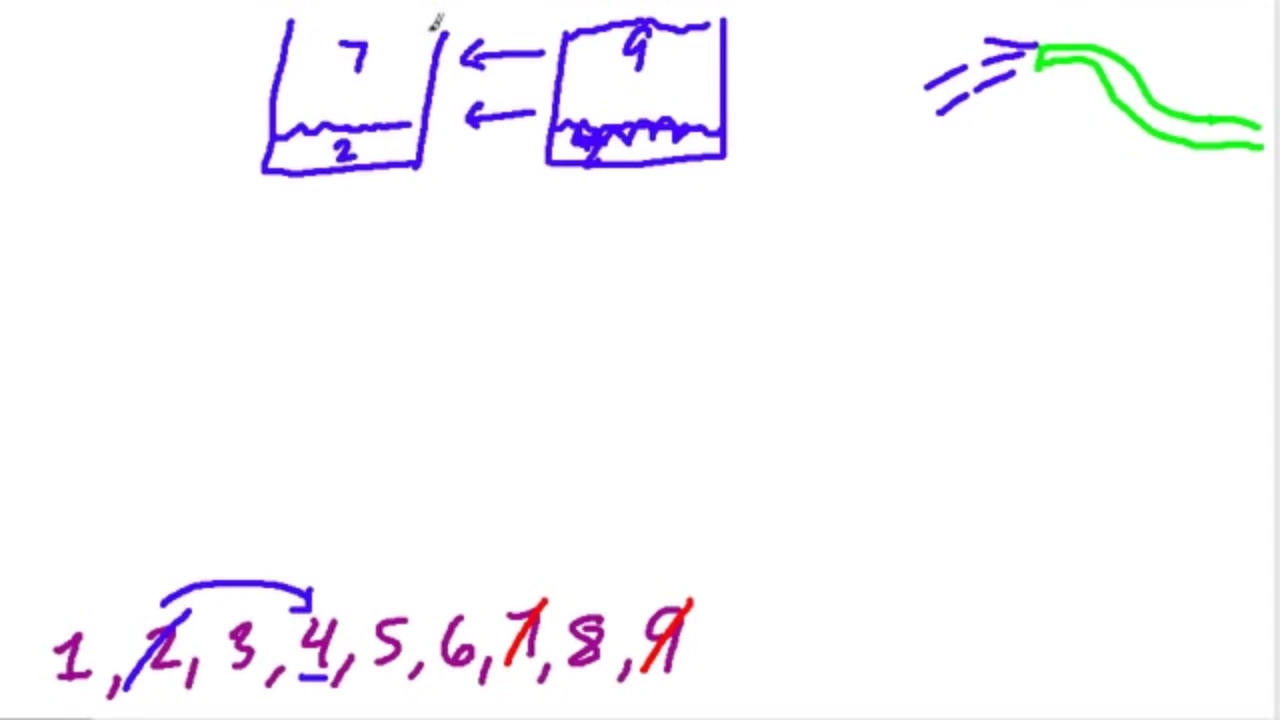 7 9
2
1, 2, 3, 4, 5, 6, 7, 8, 9